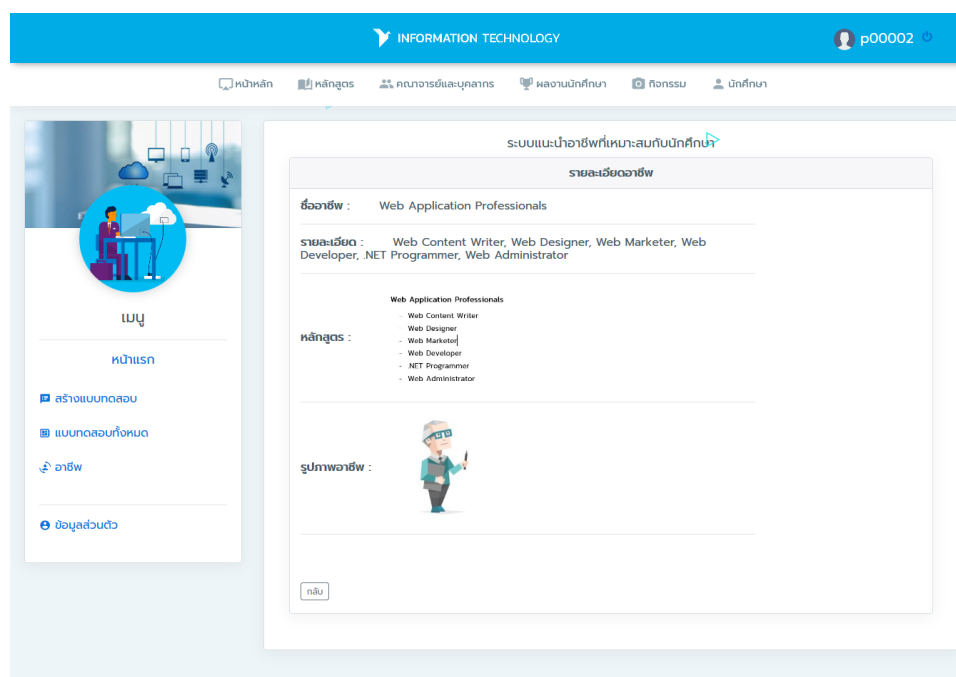 INFORMATION TECHNOLOGY
p00002
หน้าหลัก หลักสูตร คณาจารย์และบุคลากร ผลงานนักศึกษา กิจกรรม นักศึกษา
เมนู
หน้าแรก
สร้างแบบทดสอบ
แบบทดสอบทั้งหมด
อาชีพ
ข้อมูลส่วนตัว
ระบบแนะนำอาชีพที่เหมาะสมกับนักศึกษา
รายละเอียดอาชีพ
ชื่ออาชีพ : Web Application Professionals
รายละเอียด : Web Content Writer, Web Designer, Web Marketer, Web
Developer, .NET Programmer, Web Administrator
หลักสูตร :
Web Application Professionals
- Web Content Writer
- Web Designer
- Web Marketer
- Web Developer
- .NET Programmer
- Web Administrator
รูปภาพอาชีพ :
กลับ